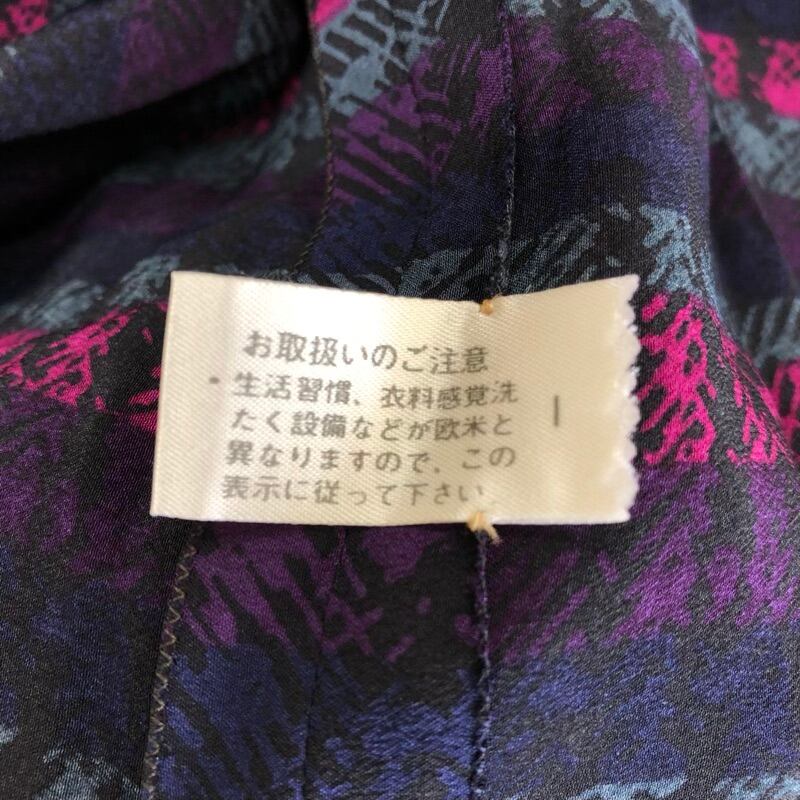 お取扱いのご注意
・生活習慣、衣料感覚洗
たく設備などが欧米と
異なりますので、この
表示に従って下さい。